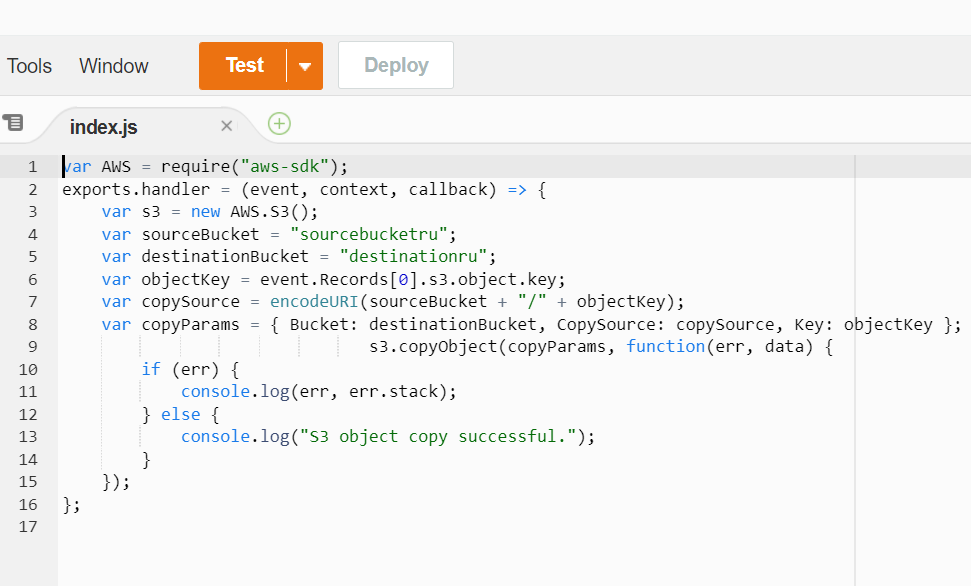 Tools Window Test Deploy
index.js
1 var AWS = require("aws-sdk");
2 exports.handler = (event, context, callback) => {
3     var s3 = new AWS.S3();
4     var sourceBucket = "sourcebucketru";
5     var destinationBucket = "destinationru";
6     var objectKey = event.Records[0].s3.object.key;
7     var copySource = encodeURI(sourceBucket + "/" + objectKey);
8     var copyParams = { Bucket: destinationBucket, CopySource: copySource, Key: objectKey };
9                                s3.copyObject(copyParams, function(err, data) {
10         if (err) {
11             console.log(err, err.stack);
12         } else {
13             console.log("S3 object copy successful.");
14         }
15     });
16 };
17